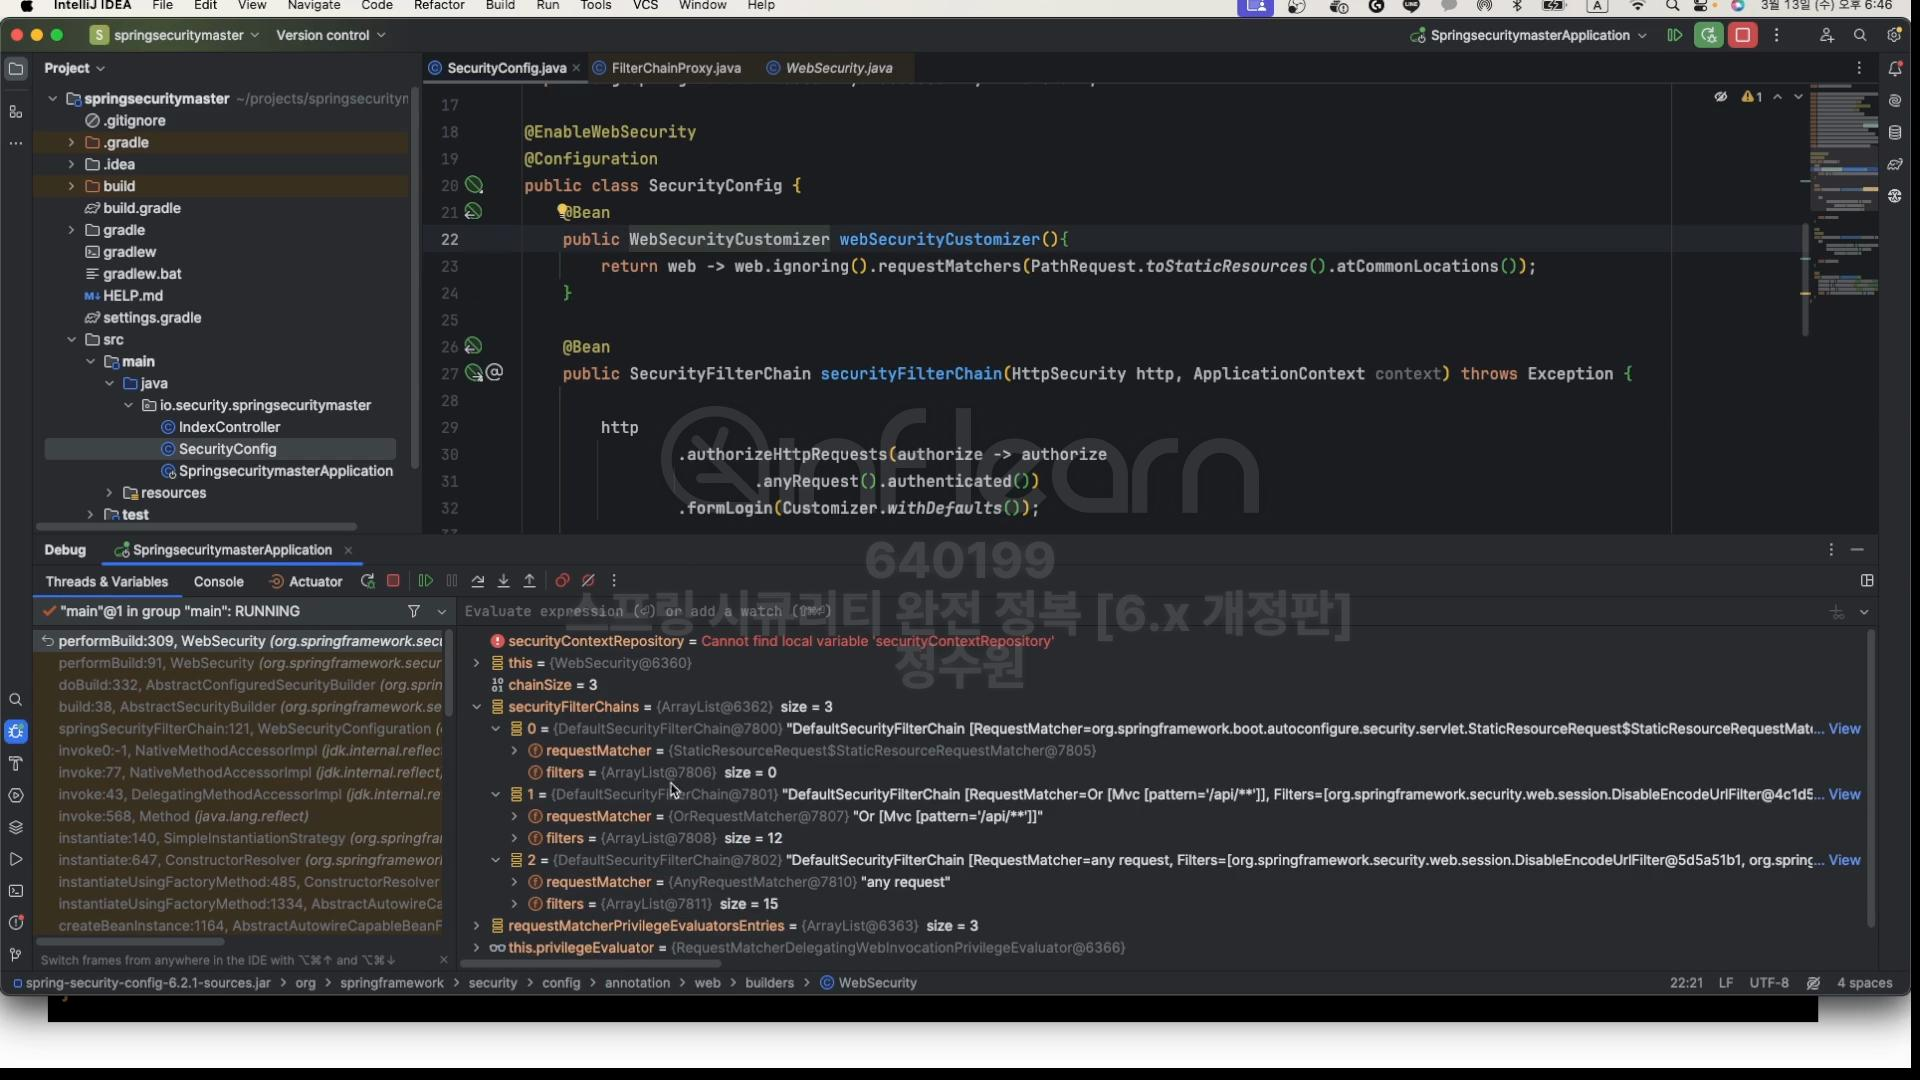 IntelliJ IDEA File Edit View Navigate Code Refactor Build Run Tools VCS Window Help
3월 13일 (수) 오후 6:46
S springsecuritymaster Version control SpringsecuritymasterApplication
Project
SecurityConfig.java FilterChainProxy.java WebSecurity.java
springsecuritymaster ~/projects/springsecurityn
.gitignore
.gradle
.idea
build
build.gradle
gradle
gradlew
gradlew.bat
HELP.md
settings.gradle
src
main
java
io.security.springsecuritymaster
IndexController
SecurityConfig
SpringsecuritymasterApplication
resources
test
1
17
18 @EnableWebSecurity
19 @Configuration
20 public class SecurityConfig {
21 @Bean
22 public WebSecurityCustomizer webSecurityCustomizer(){
23 return web -> web.ignoring().requestMatchers(PathRequest.toStaticResources().atCommonLocations());
24 }
25
26 @Bean
27 public SecurityFilterChain securityFilterChain(HttpSecurity http, ApplicationContext context) throws Exception {
28
29 http
30 .authorizeHttpRequests(authorize -> authorize
31 .anyRequest().authenticated())
32 .formLogin(Customizer.withDefaults());
inflearn
640199
스프링 시큐리티 완전 정복 [6.x 개정판]
정수원
Debug SpringsecuritymasterApplication
Threads & Variables Console Actuator
"main"@1 in group "main": RUNNING
Evaluate expression (⏎) or add a watch (⇧⌘⏎)
performBuild:309, WebSecurity (org.springframework.secu
performBuild:91, WebSecurity (org.springframework.secur
doBuild:332, AbstractConfiguredSecurityBuilder (org.sprin
build:38, AbstractSecurityBuilder (org.springframework.se
springSecurityFilterChain:121, WebSecurityConfiguration (
invoke0:-1, NativeMethodAccessorImpl (jdk.internal.reflec
invoke:77, NativeMethodAccessorImpl (jdk.internal.reflect
invoke:43, DelegatingMethodAccessorImpl (jdk.internal.re
invoke:568, Method (java.lang.reflect)
instantiate:140, SimpleInstantiationStrategy (org.springfr
instantiate:647, ConstructorResolver (org.springframewor
instantiateUsingFactoryMethod:485, ConstructorResolver
instantiateUsingFactoryMethod:1334, AbstractAutowireCa
createBeanInstance:1164, AbstractAutowireCapableBeanF
Switch frames from anywhere in the IDE with ⌥⌘↑ and ⌥⌘↓
securityContextRepository = Cannot find local variable 'securityContextRepository'
this = {WebSecurity@6360}
chainSize = 3
securityFilterChains = {ArrayList@6362} size = 3
0 = {DefaultSecurityFilterChain@7800} "DefaultSecurityFilterChain [RequestMatcher=org.springframework.boot.autoconfigure.security.servlet.StaticResourceRequest$StaticResourceRequestMat... View
requestMatcher = {StaticResourceRequest$StaticResourceRequestMatcher@7805}
filters = {ArrayList@7806} size = 0
1 = {DefaultSecurityFilterChain@7801} "DefaultSecurityFilterChain [RequestMatcher=Or [Mvc [pattern='/api/**']], Filters=[org.springframework.security.web.session.DisableEncodeUrlFilter@4c1d5... View
requestMatcher = {OrRequestMatcher@7807} "Or [Mvc [pattern='/api/**']]"
filters = {ArrayList@7808} size = 12
2 = {DefaultSecurityFilterChain@7802} "DefaultSecurityFilterChain [RequestMatcher=any request, Filters=[org.springframework.security.web.session.DisableEncodeUrlFilter@5d5a51b1, org.spring... View
requestMatcher = {AnyRequestMatcher@7810} "any request"
filters = {ArrayList@7811} size = 15
requestMatcherPrivilegeEvaluatorsEntries = {ArrayList@6363} size = 3
this.privilegeEvaluator = {RequestMatcherDelegatingWebInvocationPrivilegeEvaluator@6366}
spring-security-config-6.2.1-sources.jar > org > springframework > security > config > annotation > web > builders > WebSecurity
22:21 LF UTF-8 4 spaces